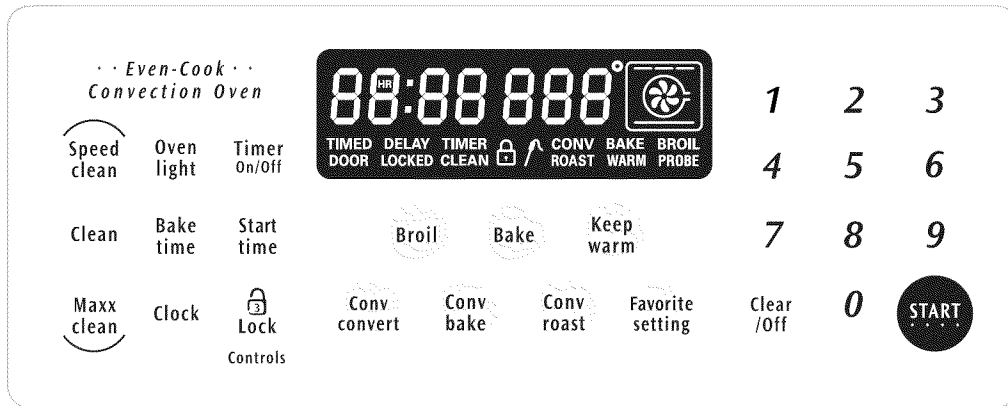 · · Even-Cook · ·
Convection Oven
88:88 888°
HR
TIMED DELAY TIMER CONV BAKE BROIL
DOOR LOCKED CLEAN ROAST WARM PROBE
Speed
clean
Oven
light
Timer
On/Off
Clean
Bake
time
Start
time
Maxx
clean
Clock
3
Lock
Controls
Broil
Bake
Keep
warm
Conv
convert
Conv
bake
Conv
roast
Favorite
setting
1 2 3
4 5 6
7 8 9
Clear
/Off
0
START